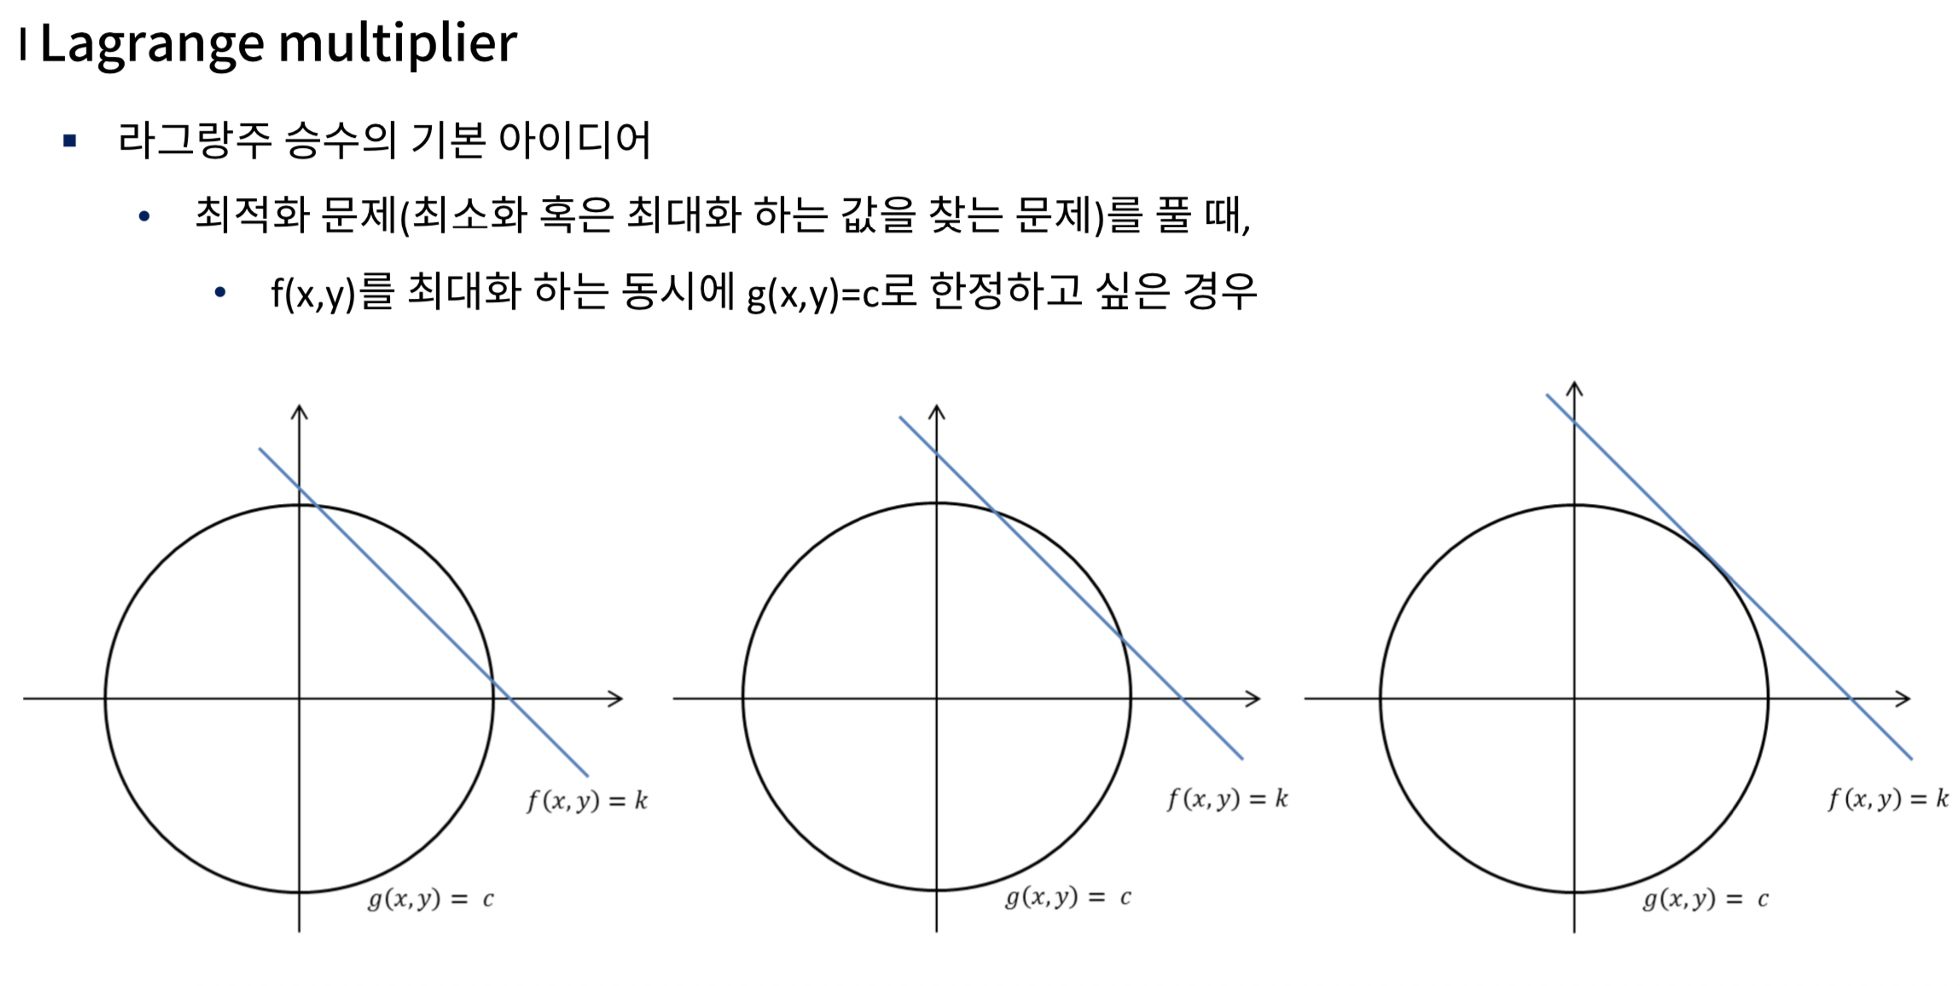 | Lagrange multiplier
▪ 라그랑주 승수의 기본 아이디어
• 최적화 문제(최소화 혹은 최대화 하는 값을 찾는 문제)를 풀 때,
• f(x,y)를 최대화 하는 동시에 g(x,y)=c로 한정하고 싶은 경우
f(x,y) = k
g(x,y) = c
f(x,y) = k
g(x,y) = c
f(x,y) = k
g(x,y) = c